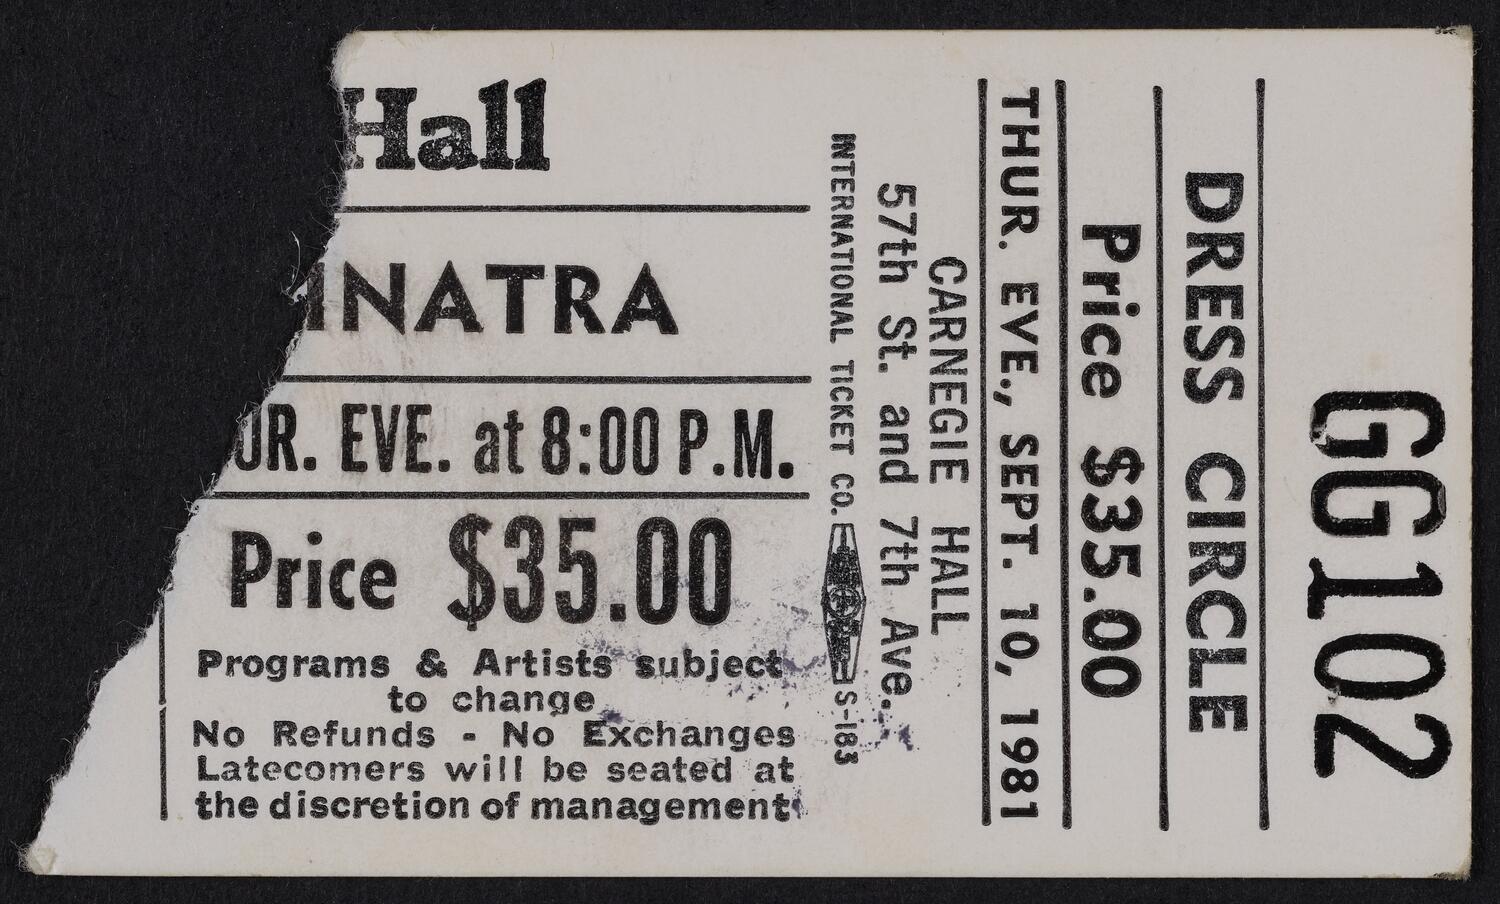 Hall
INATRA
UR. EVE. at 8:00 P.M.
Price $35.00
Programs & Artists subject
to change
No Refunds - No Exchanges
Latecomers will be seated at
the discretion of management
INTERNATIONAL TICKET CO. S-183
57th St. and 7th Ave.
CARNEGIE HALL
THUR. EVE., SEPT. 10, 1981
Price $35.00
DRESS CIRCLE
GG102